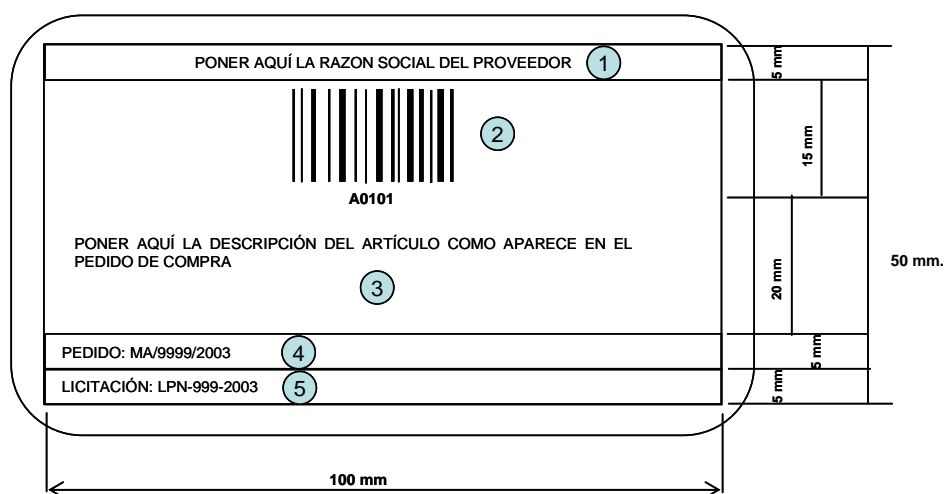 PONER AQUÍ LA RAZON SOCIAL DEL PROVEEDOR 1
5 mm
2
15 mm
A0101
PONER AQUÍ LA DESCRIPCIÓN DEL ARTÍCULO COMO APARECE EN EL
PEDIDO DE COMPRA
3
20 mm
50 mm.
PEDIDO: MA/9999/2003 4
5 mm
LICITACIÓN: LPN-999-2003 5
5 mm
100 mm